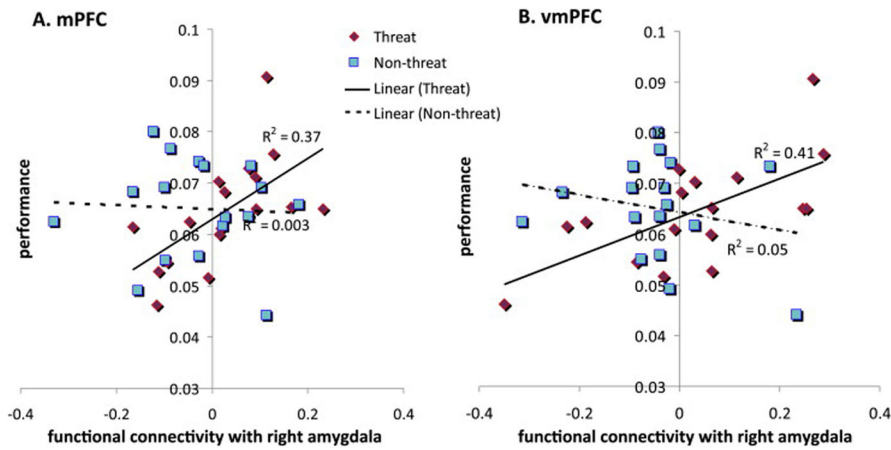 A. mPFC
0.1
0.09
0.08
0.07
0.06
0.05
0.04
0.03
-0.4
-0.2
0
0.2
0.4
performance
functional connectivity with right amygdala
R² = 0.37
R² = 0.003
Threat
Non-threat
Linear (Threat)
Linear (Non-threat)
B. vmPFC
0.1
0.09
0.08
0.07
0.06
0.05
0.04
0.03
-0.4
-0.2
0
0.2
0.4
performance
functional connectivity with right amygdala
R² = 0.41
R² = 0.05